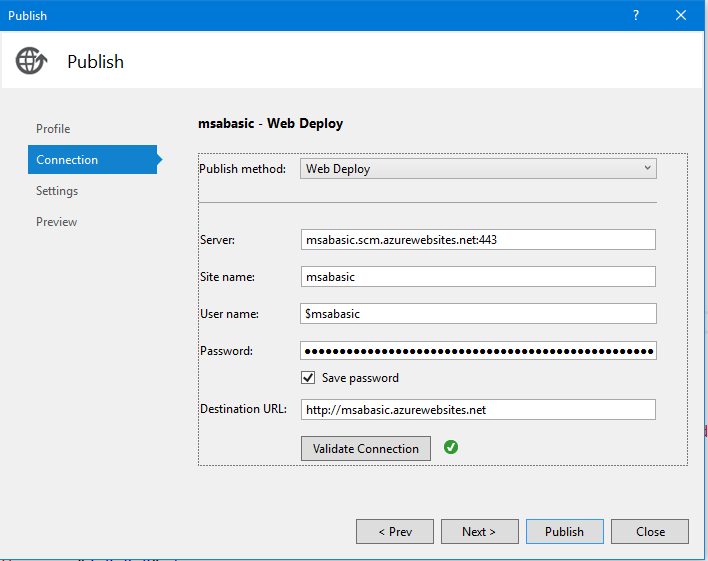 Publish
?
Publish
Profile
Connection
Settings
Preview
msabasic - Web Deploy
Publish method: Web Deploy
Server: msabasic.scm.azurewebsites.net:443
Site name: msabasic
User name: $msabasic
Password: ••••••••••••••••••••••••••••••••••••••••••••••••••
Save password
Destination URL: http://msabasic.azurewebsites.net
Validate Connection
< Prev Next > Publish Close